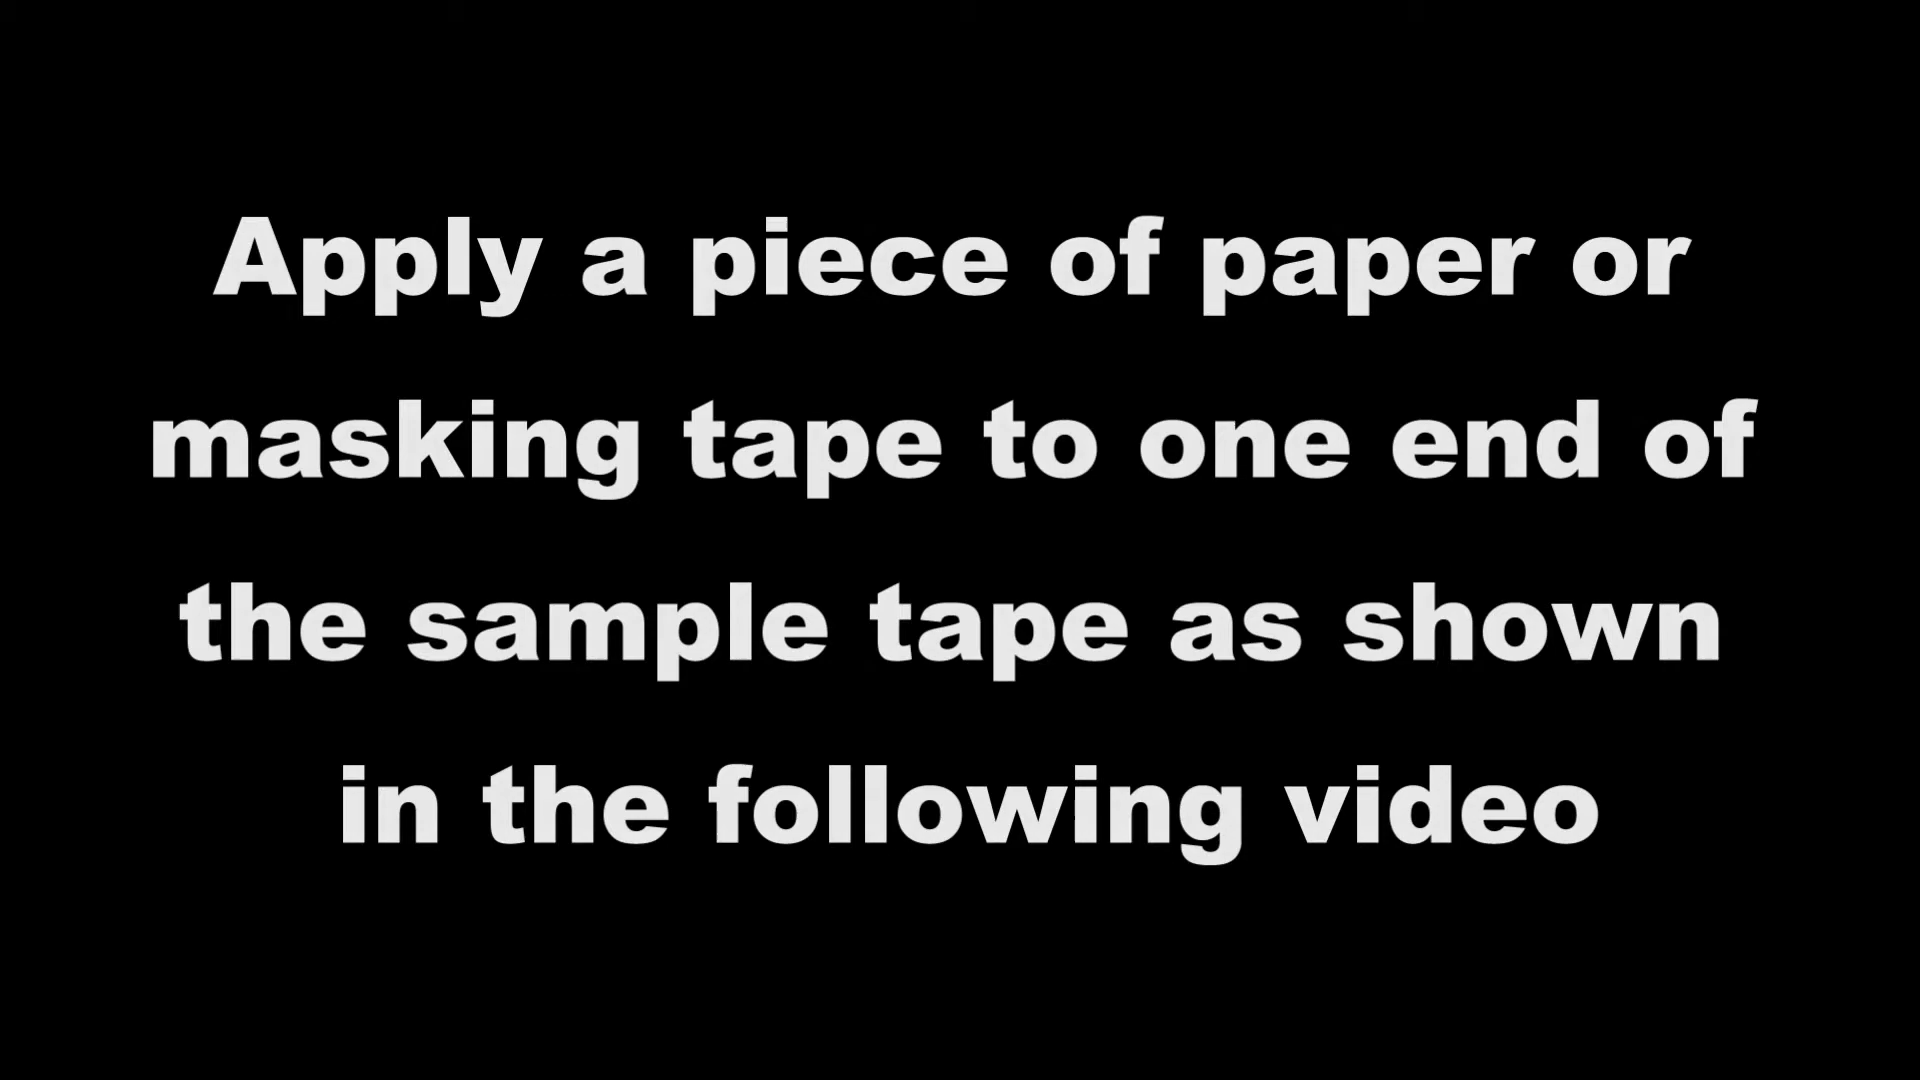 Apply a piece of paper or
masking tape to one end of
the sample tape as shown
in the following video